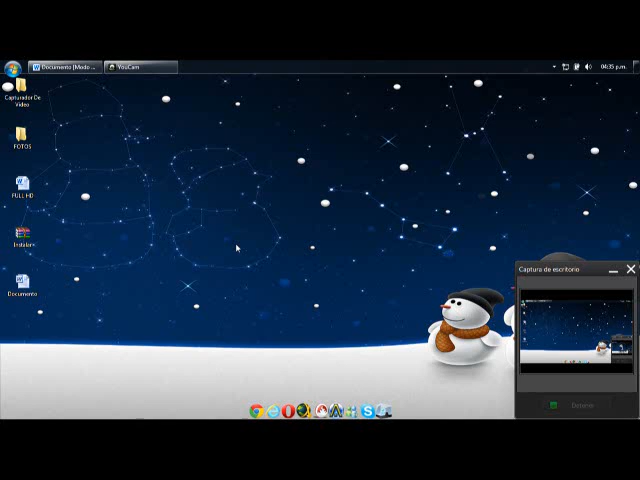 Documento [Modo ...
YouCam
04:35 p.m.
Capturador De
Video
FOTOS
FULL HD
Instalar
Documento
Captura de escritorio
Detener